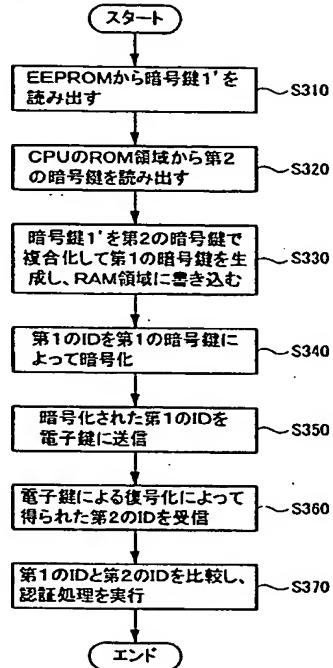 スタート
EEPROMから暗号鍵1'を
読み出す
S310
CPUのROM領域から第2
の暗号鍵を読み出す
S320
暗号鍵1'を第2の暗号鍵で
複合化して第1の暗号鍵を生
成し、RAM領域に書き込む
S330
第1のIDを第1の暗号鍵に
よって暗号化
S340
暗号化された第1のIDを
電子鍵に送信
S350
電子鍵による復号化によって
得られた第2のIDを受信
S360
第1のIDと第2のIDを比較し、
認証処理を実行
S370
エンド